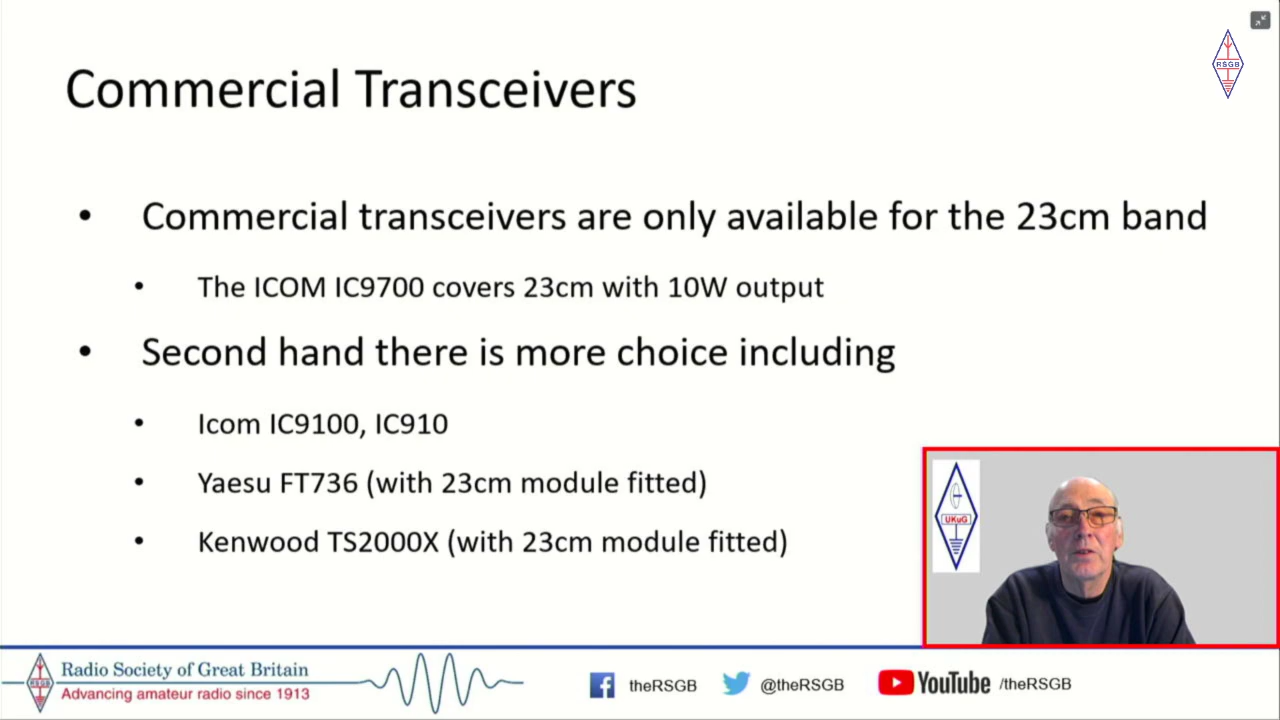 Commercial Transceivers
RSGB
• Commercial transceivers are only available for the 23cm band
• The ICOM IC9700 covers 23cm with 10W output
• Second hand there is more choice including
• Icom IC9100, IC910
• Yaesu FT736 (with 23cm module fitted)
• Kenwood TS2000X (with 23cm module fitted)
UKuG
RSGB
Radio Society of Great Britain
Advancing amateur radio since 1913
theRSGB
@theRSGB
YouTube /theRSGB